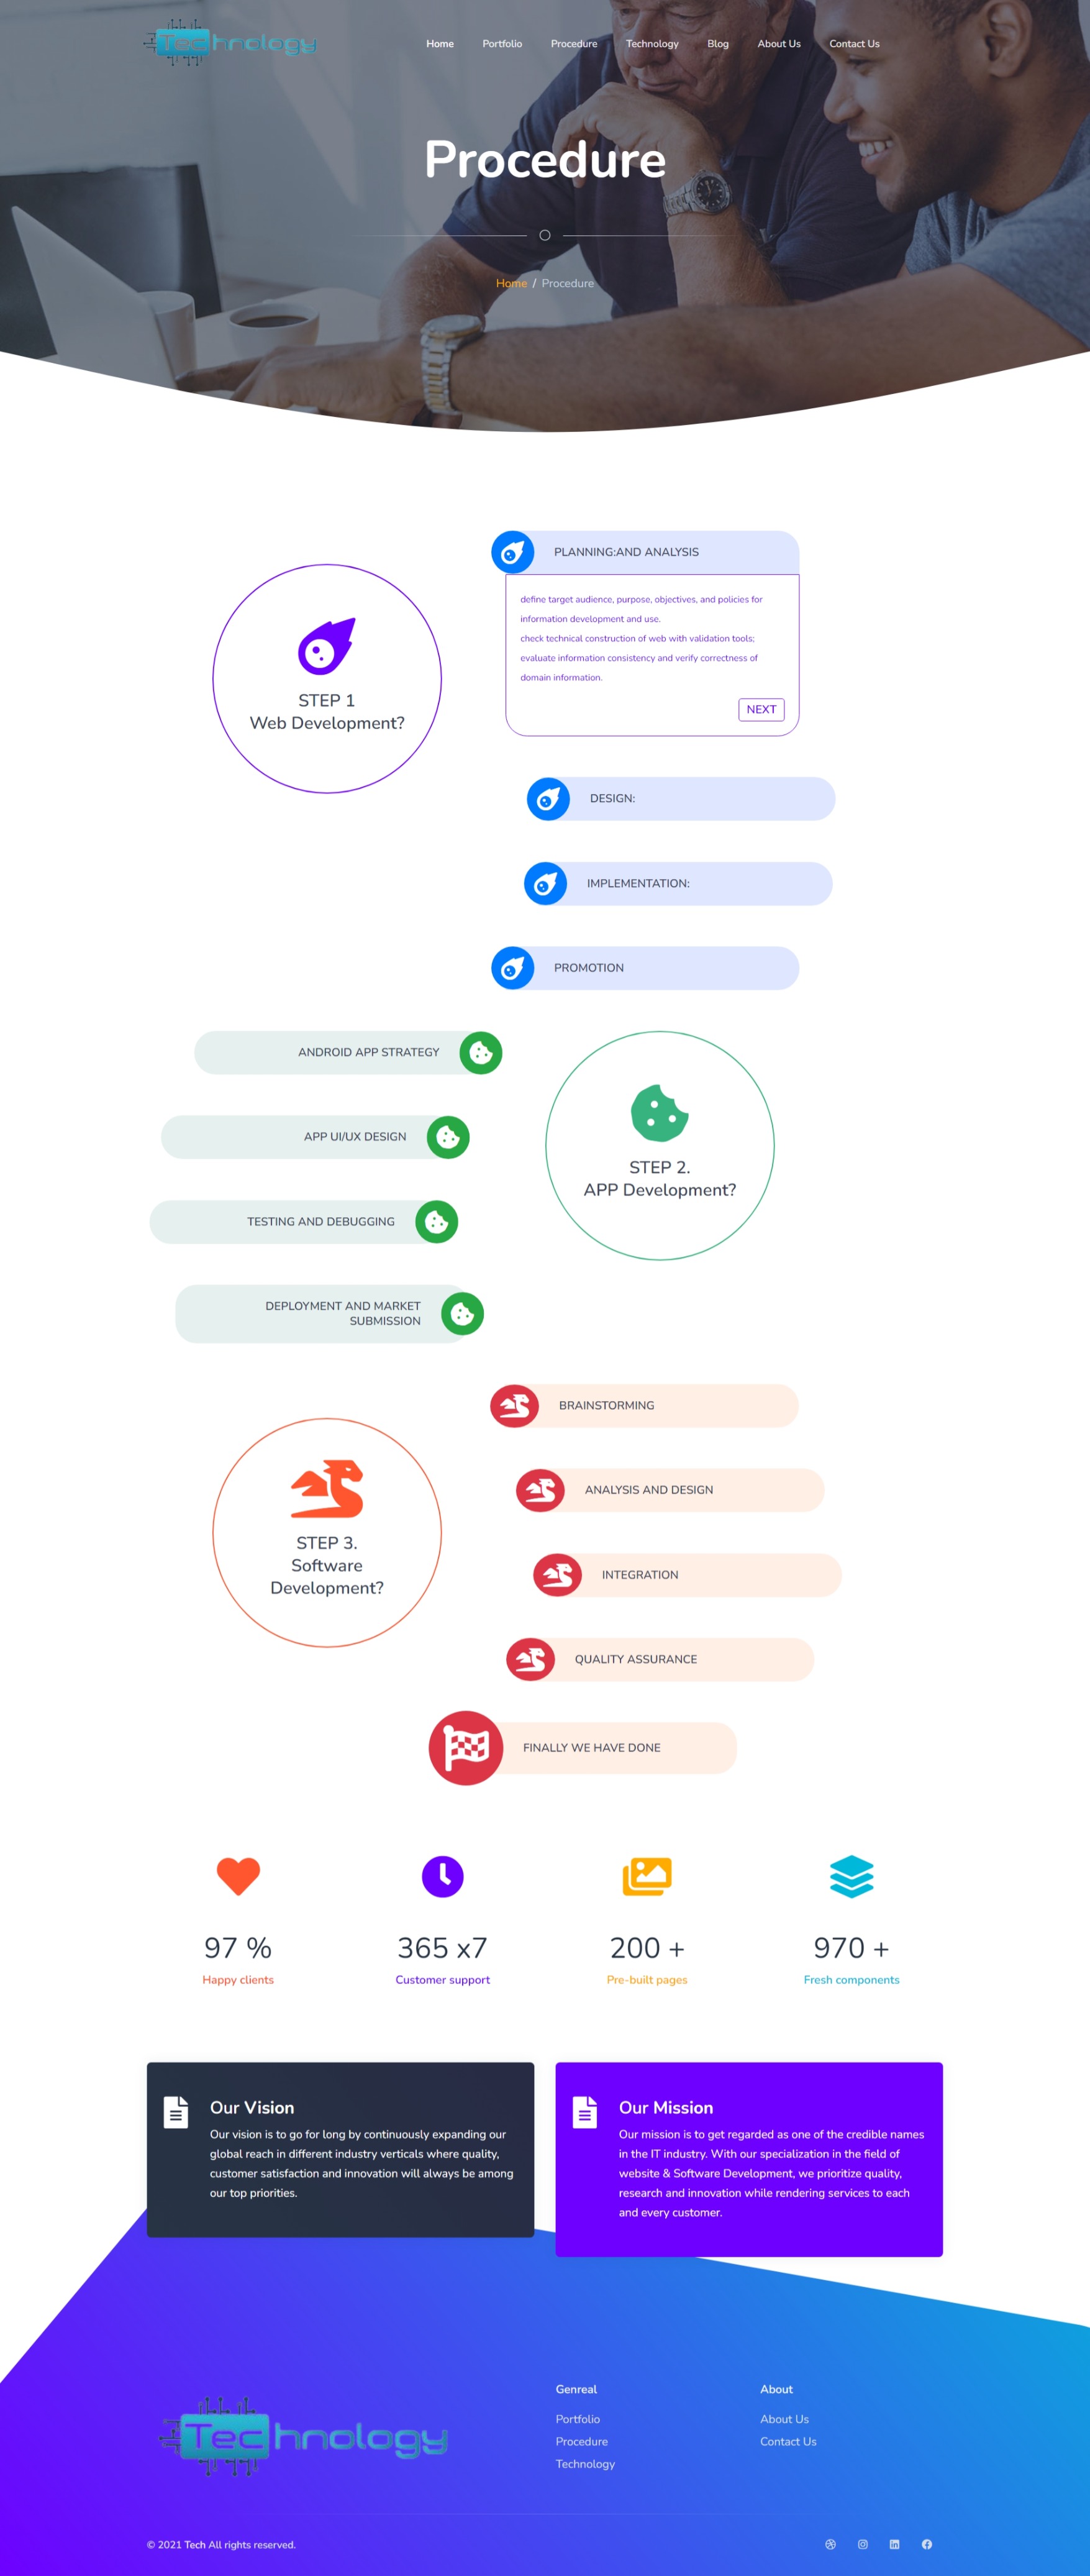 Technology
Home Portfolio Procedure Technology Blog About Us Contact Us
Procedure
Home / Procedure
PLANNING:AND ANALYSIS
define target audience, purpose, objectives, and policies for
information development and use.
check technical construction of web with validation tools;
evaluate information consistency and verify correctness of
domain information.
NEXT
STEP 1
Web Development?
DESIGN:
IMPLEMENTATION:
PROMOTION
ANDROID APP STRATEGY
APP UI/UX DESIGN
TESTING AND DEBUGGING
DEPLOYMENT AND MARKET
SUBMISSION
STEP 2.
APP Development?
BRAINSTORMING
ANALYSIS AND DESIGN
INTEGRATION
QUALITY ASSURANCE
FINALLY WE HAVE DONE
STEP 3.
Software
Development?
97 %
Happy clients
365 x7
Customer support
200 +
Pre-built pages
970 +
Fresh components
Our Vision
Our vision is to go for long by continuously expanding our
global reach in different industry verticals where quality,
customer satisfaction and innovation will always be among
our top priorities.
Our Mission
Our mission is to get regarded as one of the credible names
in the IT industry. With our specialization in the field of
website & Software Development, we prioritize quality,
research and innovation while rendering services to each
and every customer.
Technology
Genreal
Portfolio
Procedure
Technology
About
About Us
Contact Us
© 2021 Tech All rights reserved.